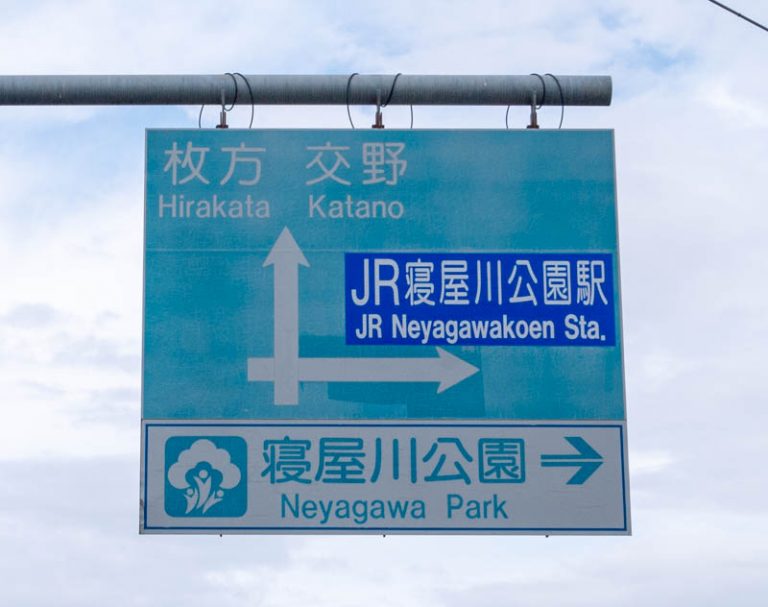 枚方 交野
Hirakata Katano
JR寝屋川公園駅
JR Neyagawakoen Sta.
寝屋川公園
Neyagawa Park